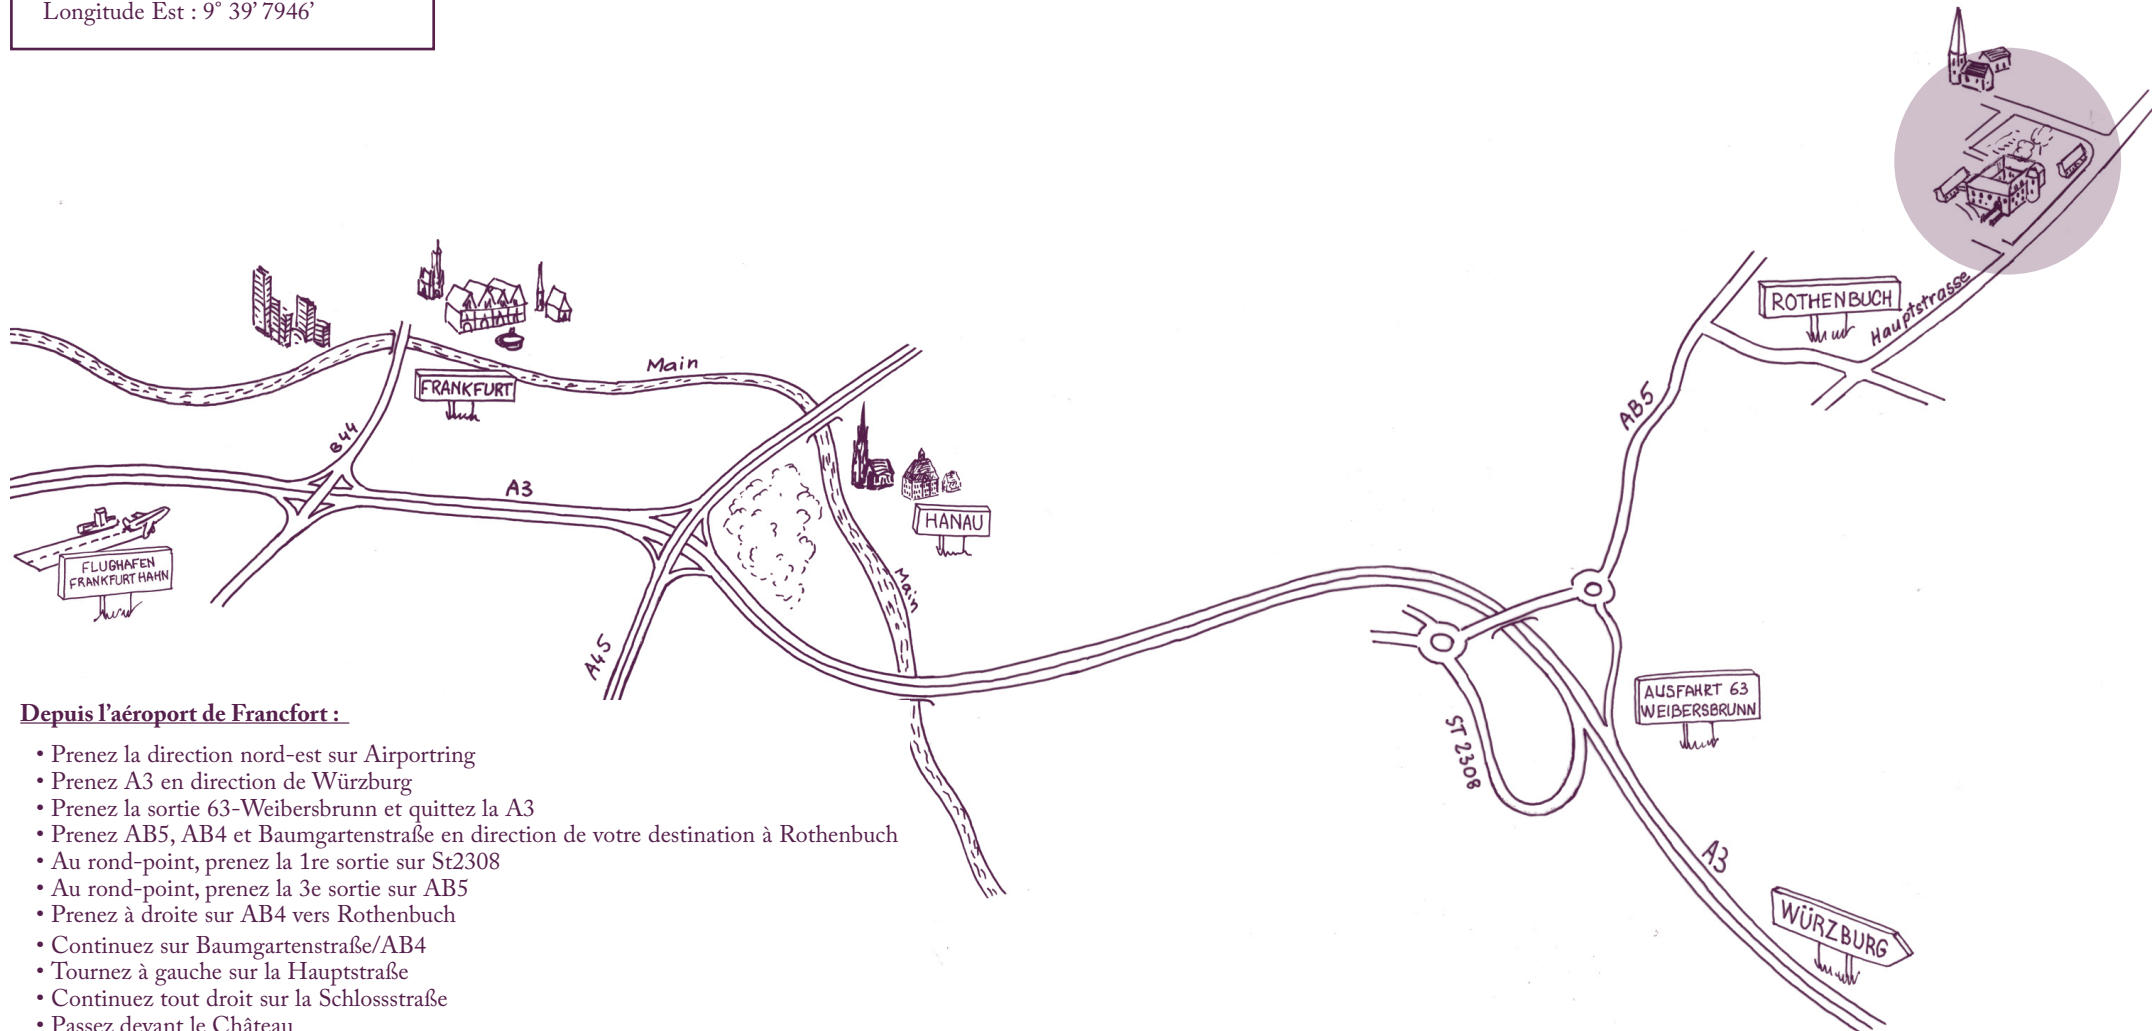 Longitude Est : 9° 39’ 7946’
ROTHENBUCH
Hauptstrasse
Main
FRANKFURT
AB5
B44
A3
HANAU
FLUGHAFEN
FRANKFURT HAHN
Main
A45
AUSFAHRT 63
WEIBERSBRUNN
ST 2308
A3
WÜRZBURG
Depuis l’aéroport de Francfort :
• Prenez la direction nord-est sur Airportring
• Prenez A3 en direction de Würzburg
• Prenez la sortie 63-Weibersbrunn et quittez la A3
• Prenez AB5, AB4 et Baumgartenstraße en direction de votre destination à Rothenbuch
• Au rond-point, prenez la 1re sortie sur St2308
• Au rond-point, prenez la 3e sortie sur AB5
• Prenez à droite sur AB4 vers Rothenbuch
• Continuez sur Baumgartenstraße/AB4
• Tournez à gauche sur la Hauptstraße
• Continuez tout droit sur la Schlossstraße
• Passez devant le Château